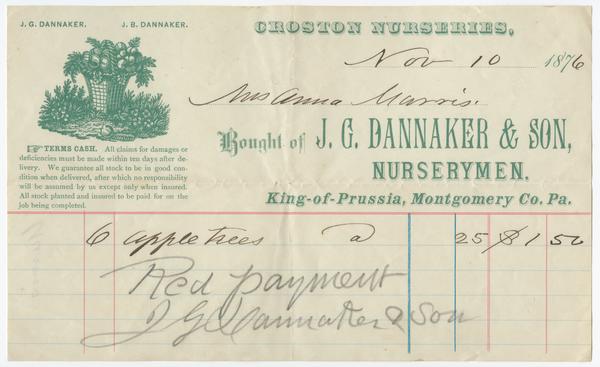 J. G. DANNAKER. J. B. DANNAKER.
CROSTON NURSERIES,
Nov 10 1876
Mrs Anna Marris
Bought of J. G. DANNAKER & SON,
NURSERYMEN.
King-of-Prussia, Montgomery Co. Pa.
TERMS CASH. All claims for damages or
deficiencies must be made within ten days after de-
livery. We guarantee all stock to be in good con-
dition when delivered, after which no responsibility
will be assumed by us except only when insured.
All stock planted and insured to be paid for on the
job being completed.
6 apple trees a 25 $1 50
Recd payment
J G Dannaker & Son